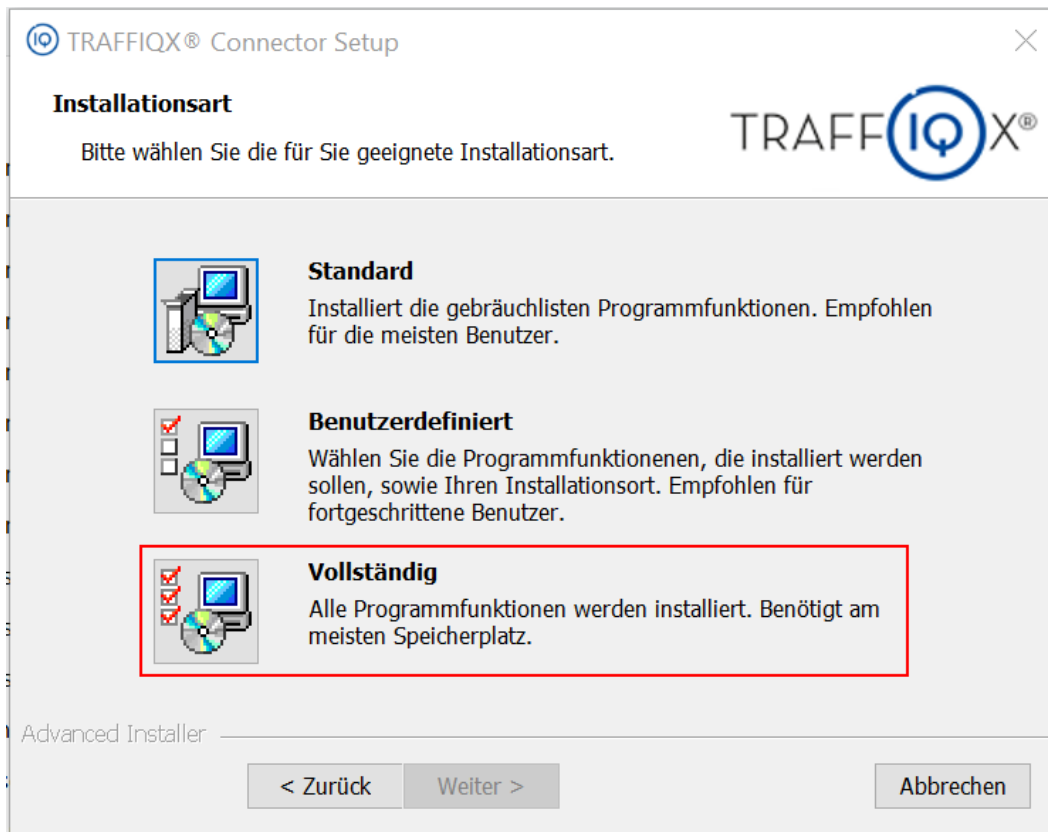 TRAFFIQX® Connector Setup
Installationsart
Bitte wählen Sie die für Sie geeignete Installationsart.
TRAFFIQX®
Standard
Installiert die gebräuchlisten Programmfunktionen. Empfohlen
für die meisten Benutzer.
Benutzerdefiniert
Wählen Sie die Programmfunktionenen, die installiert werden
sollen, sowie Ihren Installationsort. Empfohlen für
fortgeschrittene Benutzer.
Vollständig
Alle Programmfunktionen werden installiert. Benötigt am
meisten Speicherplatz.
Advanced Installer
< Zurück
Weiter >
Abbrechen